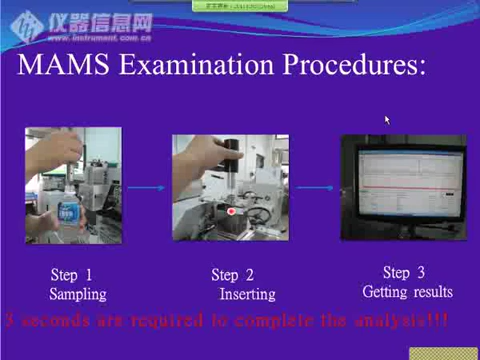 仪器信息网
www.instrument.com.cn
MAMS Examination Procedures:
Step 1
Sampling
Step 2
Inserting
Step 3
Getting results
3 seconds are required to complete the analysis!!!